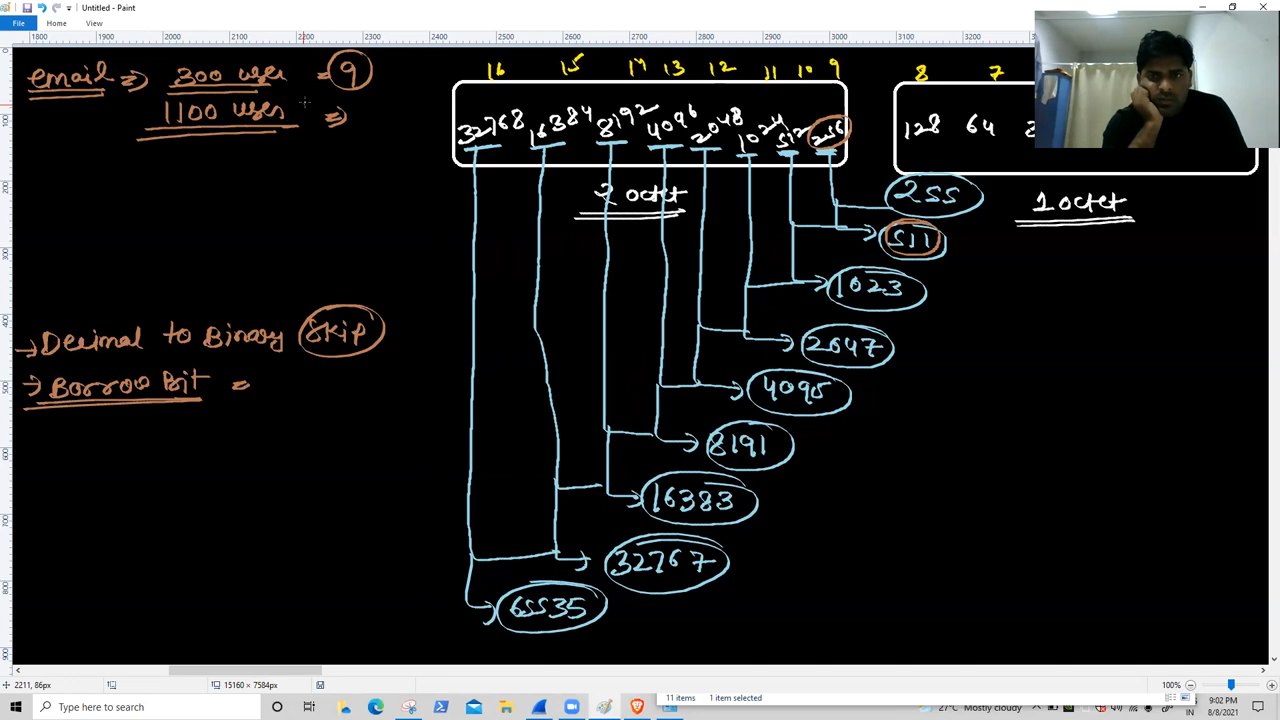 Untitled - Paint
File Home View
1800 1900 2000 2100 2200 2300 2400 2500 2600 2700 2800 2900 3000 3100
16 15 14 13 12 11 10 9 8 7
email => 300 user = 9
1100 user =>
32768 16384 8192 4096 2048 1024 512 256
128 64
2 octet
1 octet
255
511
1023
2047
4095
8191
16383
32767
65535
-> Decimal to Binary Skip
-> Borroo Bit =
2211, 86px 15160 × 7584px 100%
11 items 1 item selected
Type here to search
27°C Mostly cloudy
IN
9:02 PM
8/8/2021